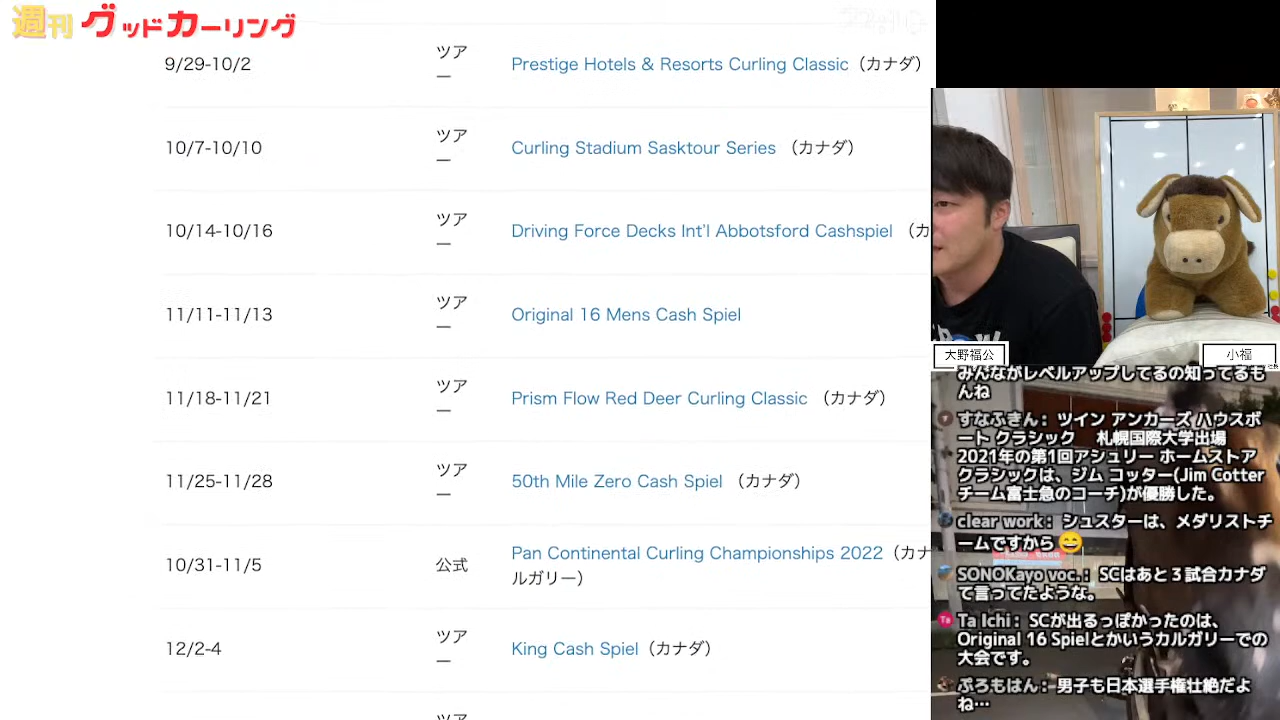 週刊 グッドカーリング
9/29-10/2
ツア
ー
Prestige Hotels & Resorts Curling Classic（カナダ）
10/7-10/10
ツア
ー
Curling Stadium Sasktour Series （カナダ）
10/14-10/16
ツア
ー
Driving Force Decks Int'l Abbotsford Cashspiel （カ
11/11-11/13
ツア
ー
Original 16 Mens Cash Spiel
11/18-11/21
ツア
ー
Prism Flow Red Deer Curling Classic （カナダ）
11/25-11/28
ツア
ー
50th Mile Zero Cash Spiel （カナダ）
10/31-11/5
公式
Pan Continental Curling Championships 2022（カナ
ルガリー）
12/2-4
ツア
ー
King Cash Spiel（カナダ）
ツア
大野福公
小福
みんながレベルアップしてるの知ってるも
んね
すなふきん： ツイン アンカーズ ハウスボ
ート クラシック　札幌国際大学出場
2021年の第1回アシュリー ホームストア
クラシックは、ジム コッター(Jim Cotter
チーム富士急のコーチ)が優勝した。
clear work： シュスターは、メダリストチ
ームですから😄
SONOKayo voc.： SCはあと３試合カナダ
で言ってたような。
Ta Ichi： SCが出るっぽかったのは、
Original 16 Spielとかいうカルガリーでの
大会です。
ぷろもはん： 男子も日本選手権壮絶だよ
ね…